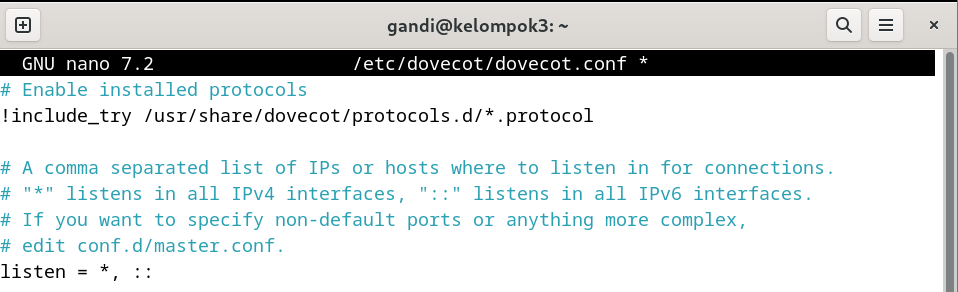 gandi@kelompok3: ~
GNU nano 7.2 /etc/dovecot/dovecot.conf *
# Enable installed protocols
!include_try /usr/share/dovecot/protocols.d/*.protocol
# A comma separated list of IPs or hosts where to listen in for connections.
# "*" listens in all IPv4 interfaces, "::" listens in all IPv6 interfaces.
# If you want to specify non-default ports or anything more complex,
# edit conf.d/master.conf.
listen = *, ::